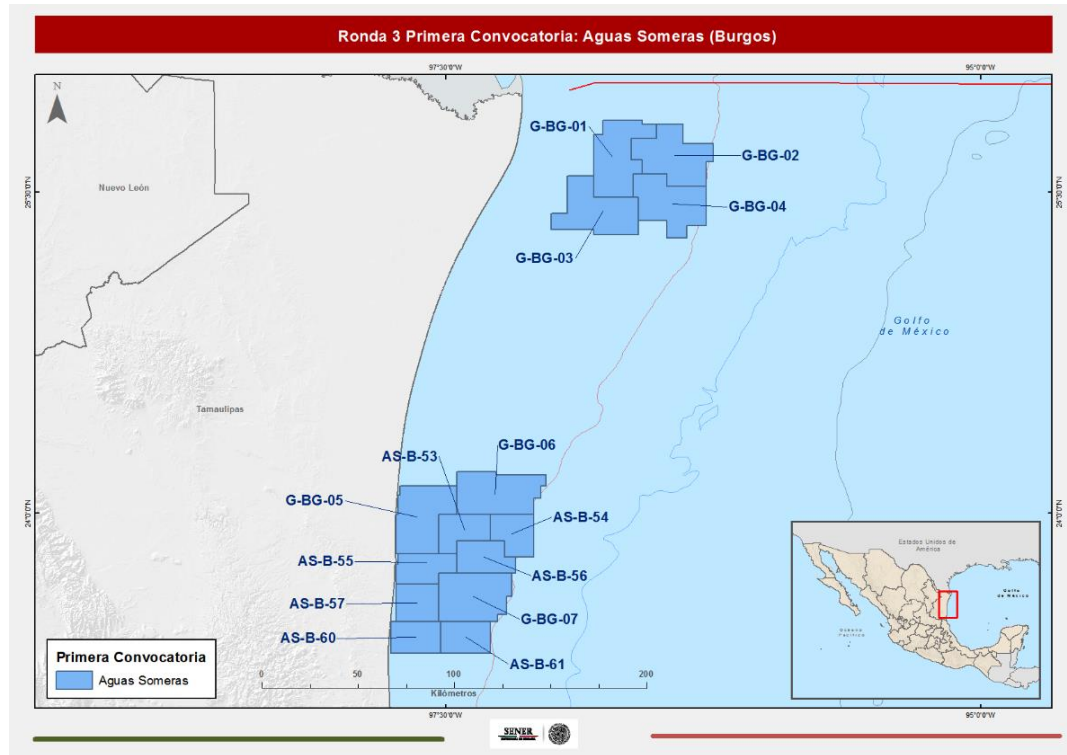 Ronda 3 Primera Convocatoria: Aguas Someras (Burgos)
97°30'0"W
95°0'0"W
N
G-BG-01
G-BG-02
Nuevo León
25°30'0"N
25°30'0"N
G-BG-04
G-BG-03
Golfo
de México
Tamaulipas
G-BG-06
AS-B-53
G-BG-05
24°0'0"N
AS-B-54
24°0'0"N
Estados Unidos de
América
AS-B-55
AS-B-56
Golfo
de México
AS-B-57
G-BG-07
AS-B-60
Océano
Pacífico
AS-B-61
Primera Convocatoria
Aguas Someras
0
50
100
200
Kilómetros
97°30'0"W
95°0'0"W
SENER